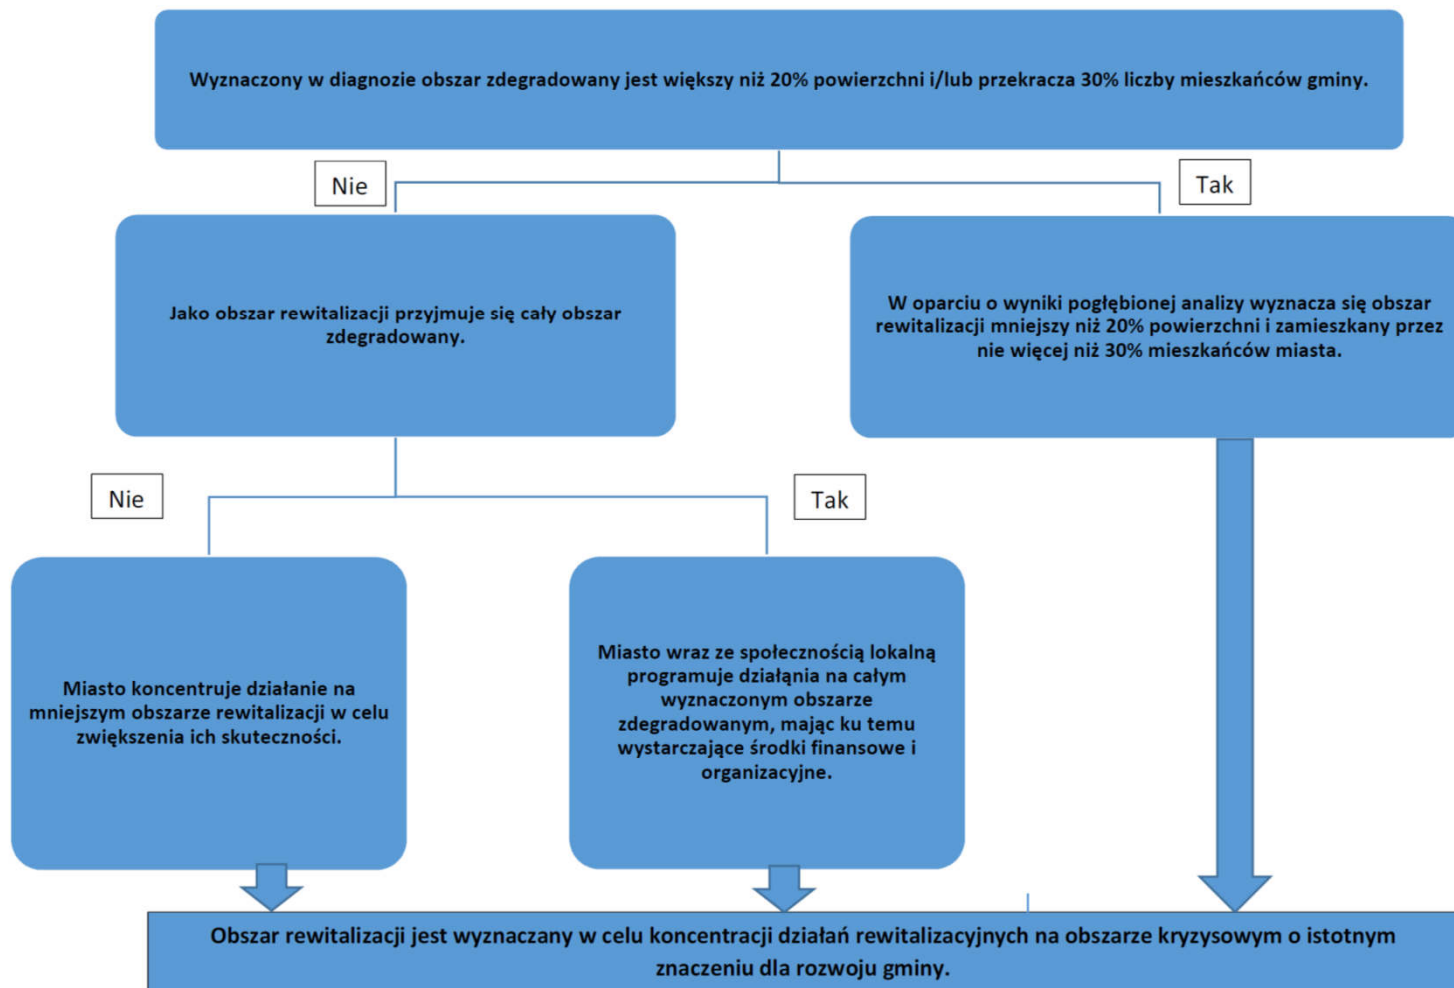 Wyznaczony w diagnozie obszar zdegradowany jest większy niż 20% powierzchni i/lub przekracza 30% liczby mieszkańców gminy.
Nie
Tak
Jako obszar rewitalizacji przyjmuje się cały obszar
zdegradowany.
W oparciu o wyniki pogłębionej analizy wyznacza się obszar
rewitalizacji mniejszy niż 20% powierzchni i zamieszkany przez
nie więcej niż 30% mieszkańców miasta.
Nie
Tak
Miasto koncentruje działanie na
mniejszym obszarze rewitalizacji w celu
zwiększenia ich skuteczności.
Miasto wraz ze społecznością lokalną
programuje działąnia na całym
wyznaczonym obszarze
zdegradowanym, mając ku temu
wystarczające środki finansowe i
organizacyjne.
Obszar rewitalizacji jest wyznaczany w celu koncentracji działań rewitalizacyjnych na obszarze kryzysowym o istotnym
znaczeniu dla rozwoju gminy.